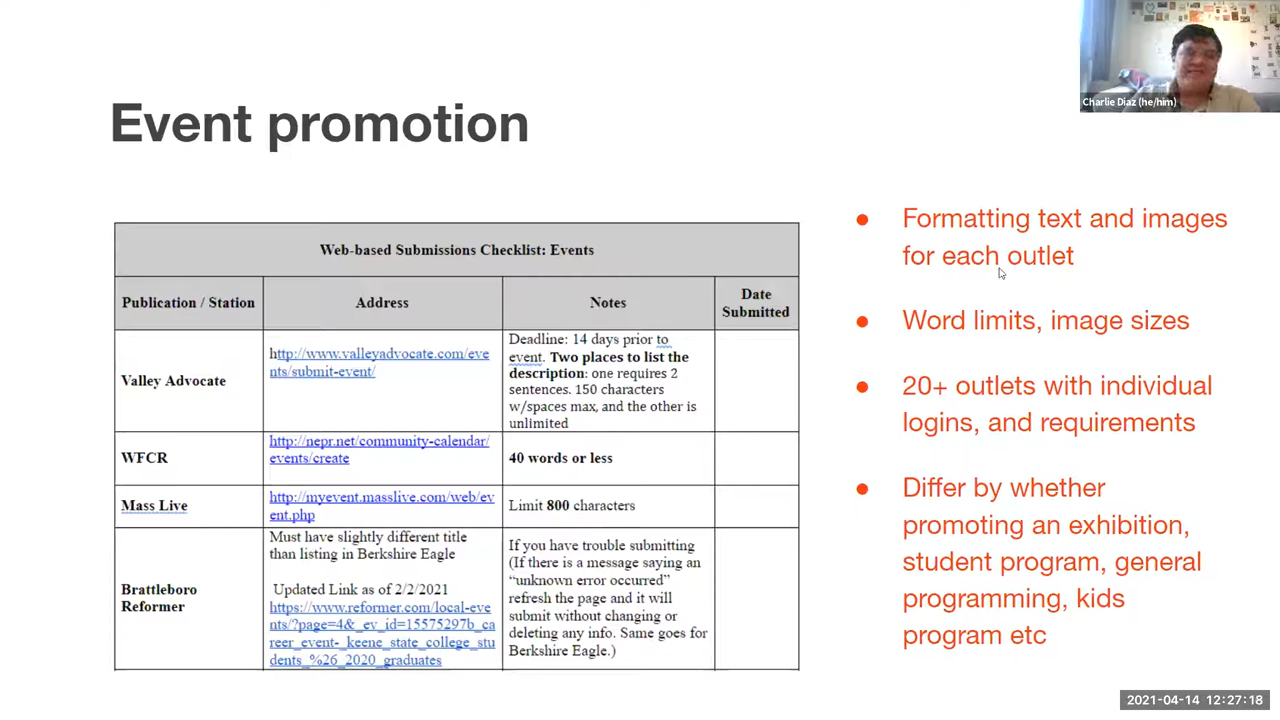 Charlie Diaz (he/him)
Event promotion
Web-based Submissions Checklist: Events
Publication / Station
Address
Notes
Date
Submitted
Valley Advocate
http://www.valleyadvocate.com/eve
nts/submit-event/
Deadline: 14 days prior to
event. Two places to list the
description: one requires 2
sentences. 150 characters
w/spaces max, and the other is
unlimited
WFCR
http://nepr.net/community-calendar/
events/create
40 words or less
Mass Live
http://myevent.masslive.com/web/ev
ent.php
Limit 800 characters
Brattleboro
Reformer
Must have slightly different title
than listing in Berkshire Eagle
Updated Link as of 2/2/2021
https://www.reformer.com/local-eve
nts/?page=4&_ev_id=15575297b_ca
reer_event-_keene_state_college_stu
dents_%26_2020_graduates
If you have trouble submitting
(If there is a message saying an
“unknown error occurred”
refresh the page and it will
submit without changing or
deleting any info. Same goes for
Berkshire Eagle.)
● Formatting text and images
for each outlet
● Word limits, image sizes
● 20+ outlets with individual
logins, and requirements
● Differ by whether
promoting an exhibition,
student program, general
programming, kids
program etc
2021-04-14 12:27:18